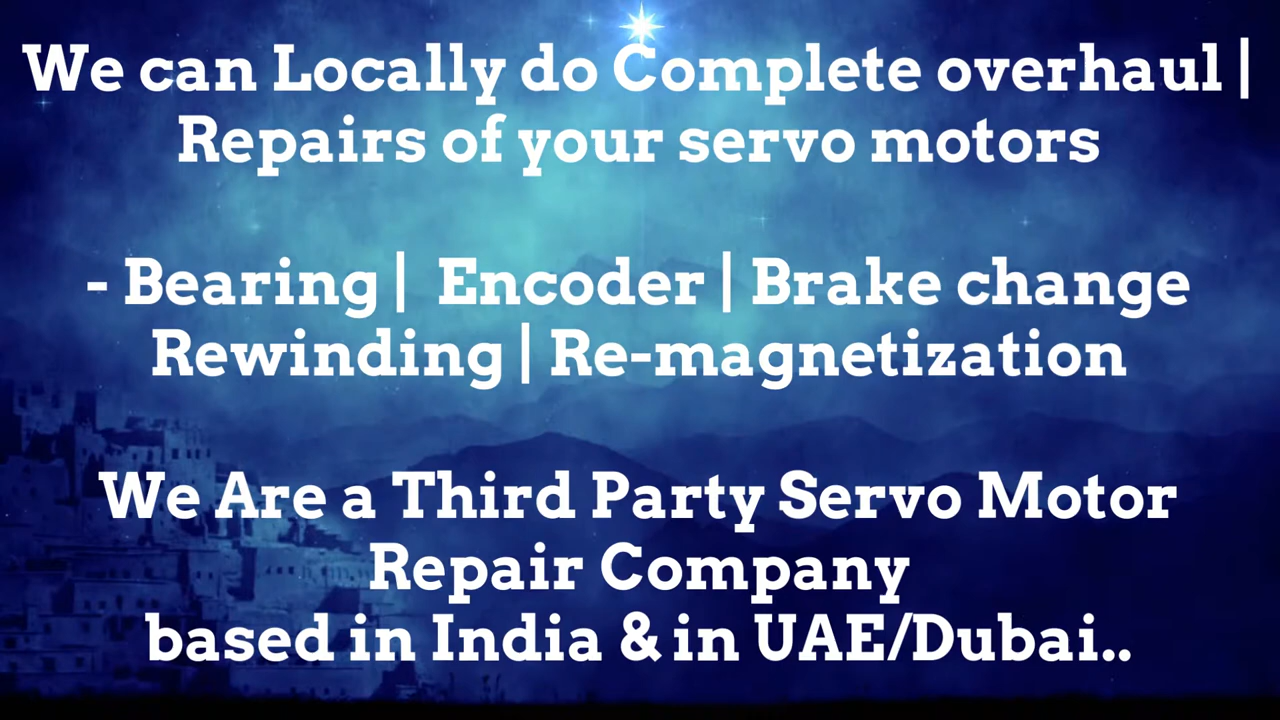 We can Locally do Complete overhaul |
Repairs of your servo motors
- Bearing | Encoder | Brake change
Rewinding | Re-magnetization
We Are a Third Party Servo Motor
Repair Company
based in India & in UAE/Dubai..